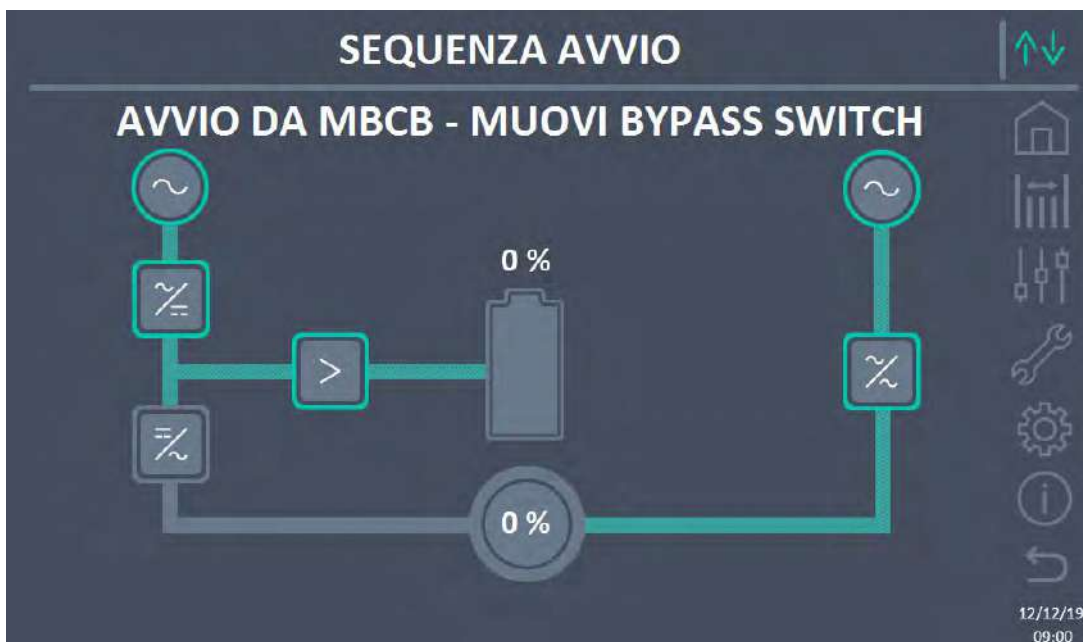 SEQUENZA AVVIO
AVVIO DA MBCB - MUOVI BYPASS SWITCH
0 %
0 %
12/12/19
09:00